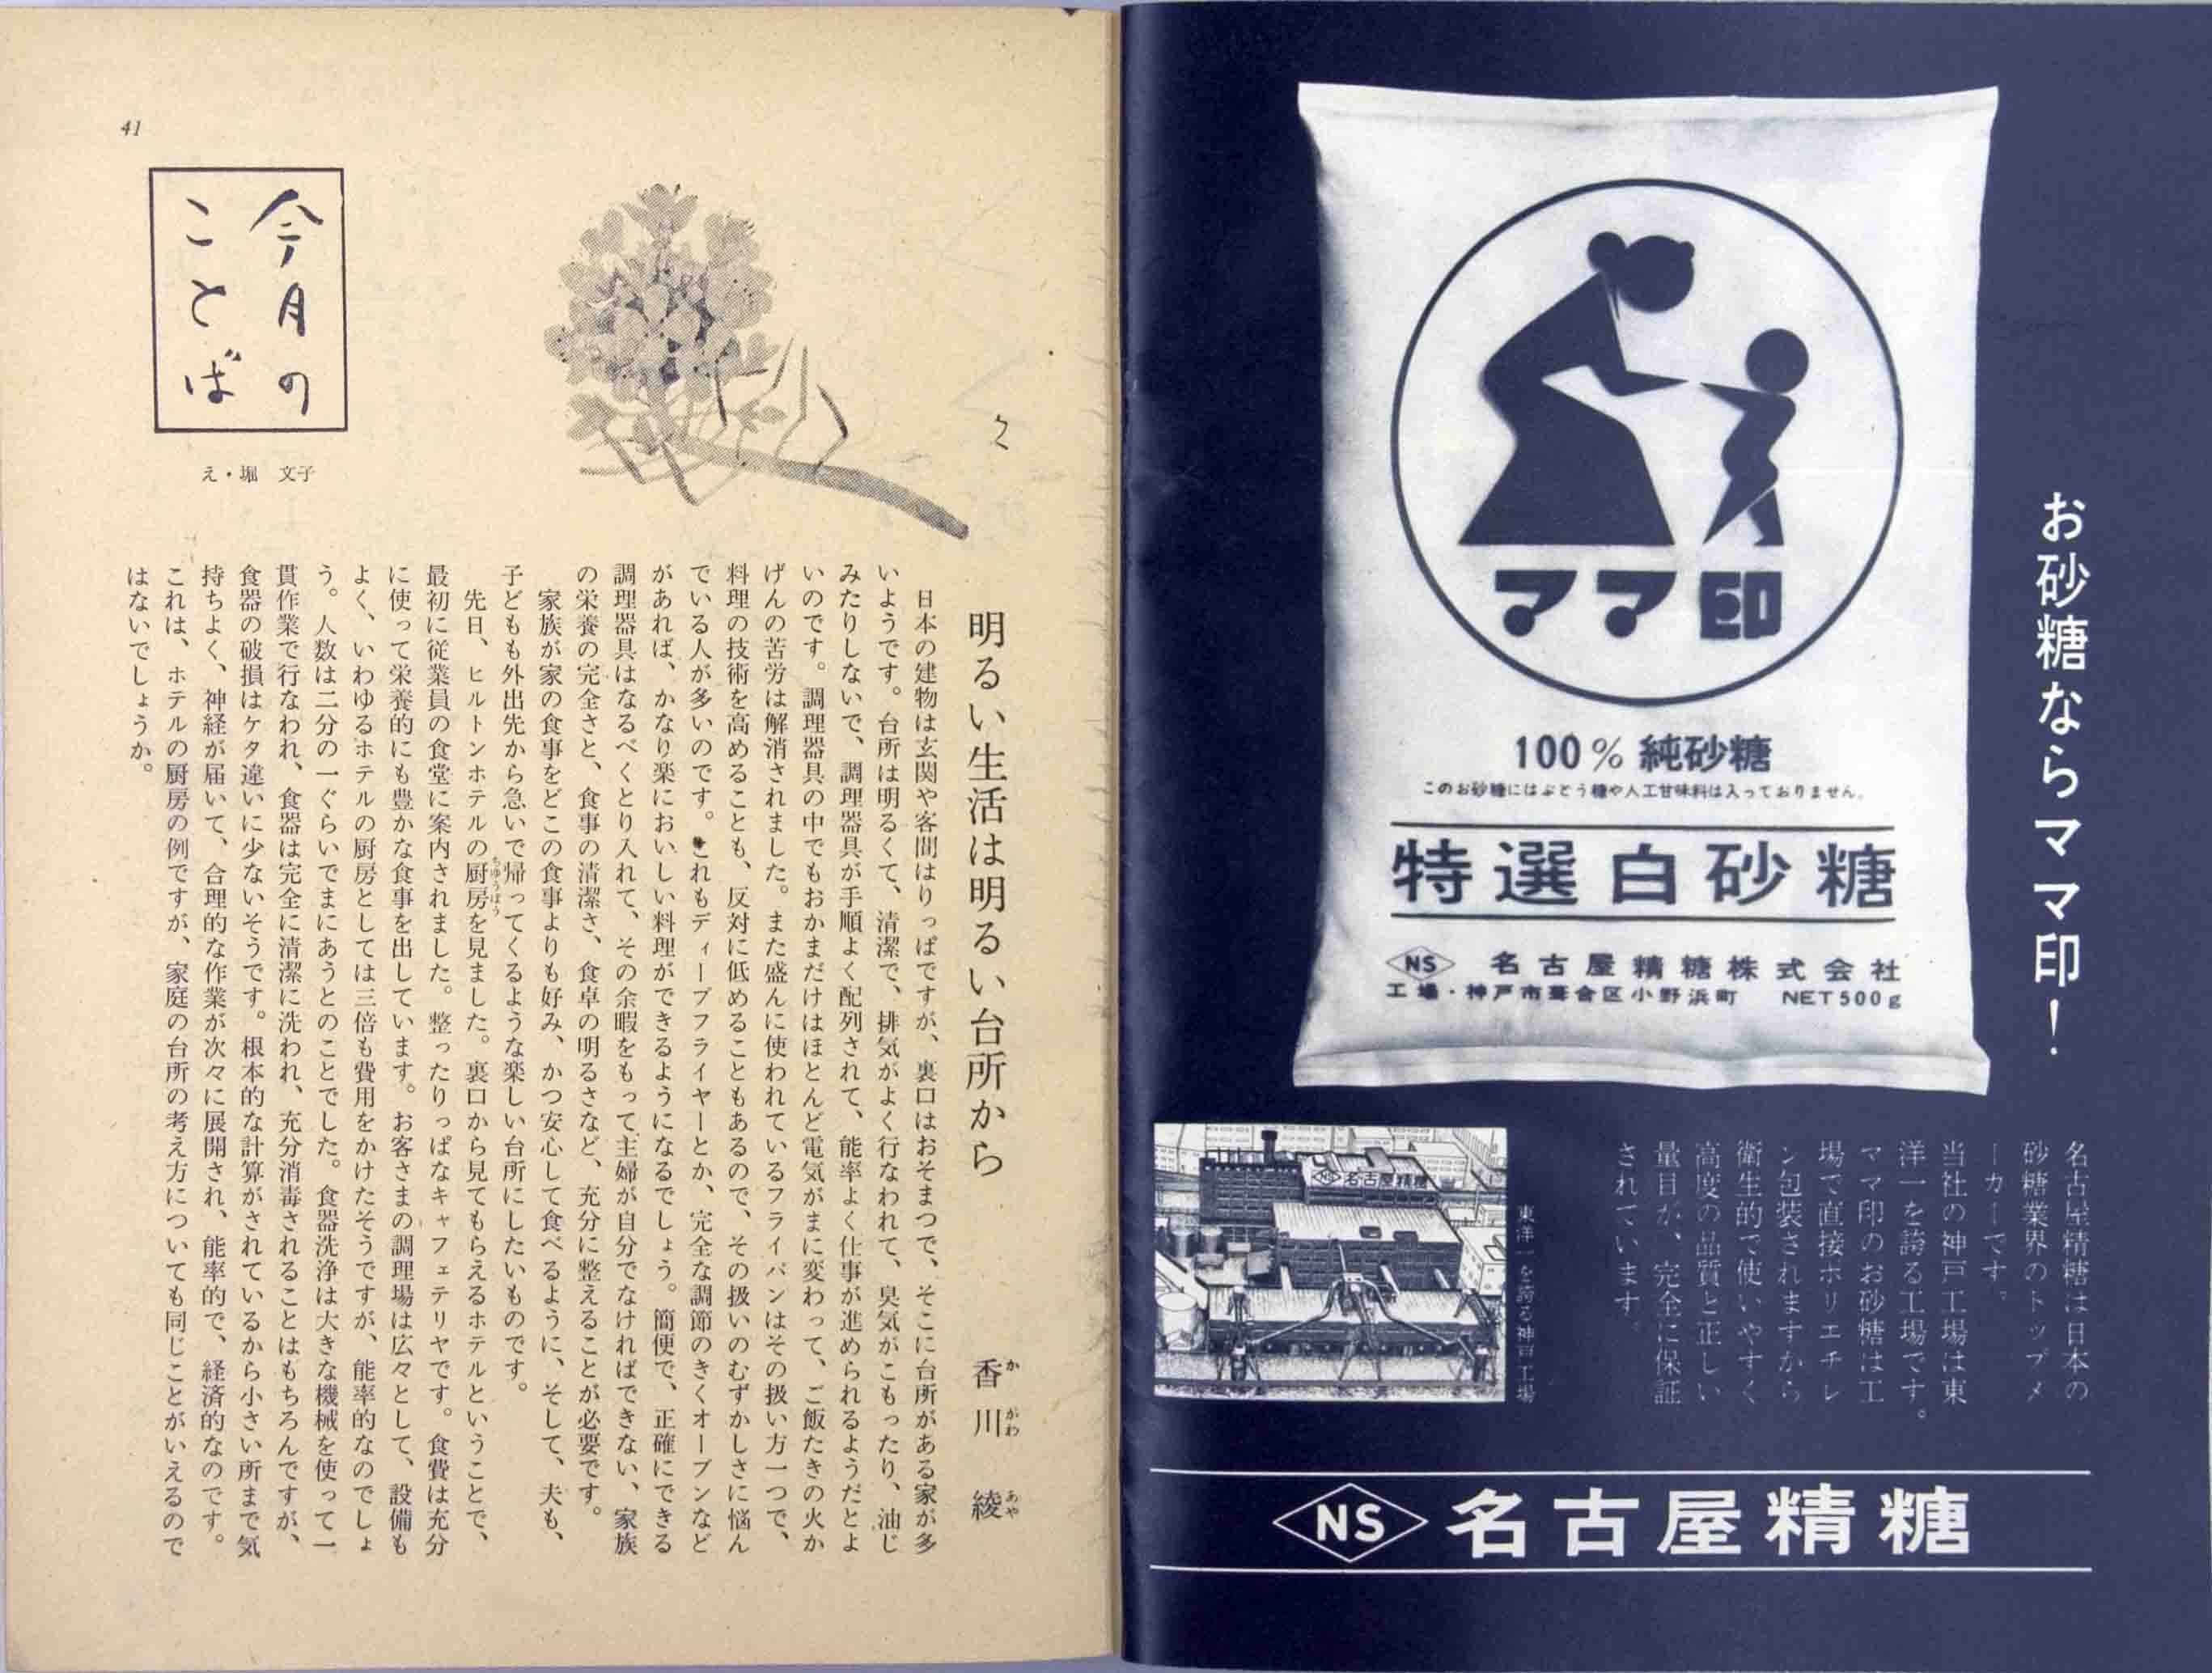 お砂糖ならママ印!
ママ印
100% 純砂糖
このお砂糖にはぶどう糖や人工甘味料は入っておりません。
特選白砂糖
NS 名古屋精糖株式会社
工場・神戸市葺合区小野浜町 NET 500g
名古屋精糖は日本の
砂糖業界のトップメ
ーカーです。
当社の神戸工場は東
洋一を誇る工場です。
ママ印のお砂糖は工
場で直接ポリエチレ
ン包装されますから
衛生的で使いやすく
高度の品質と正しい
量目が、完全に保証
されています。
東洋一を誇る神戸工場
NS 名古屋精糖
NS 名古屋精糖
41
今月の
ことば
え・堀 文子
明るい生活は明るい台所から
香川 綾
かがわ あや
日本の建物は玄関や客間はりっぱですが、裏口はおそまつで、そこに台所がある家が多
いようです。台所は明るくて、清潔で、排気がよく行なわれて、臭気がこもったり、油じ
みたりしないで、調理器具が手順よく配列されて、能率よく仕事が進められるようだとよ
いのです。調理器具の中でもおかまだけはほとんど電気がまに変わって、ご飯たきの火か
げんの苦労は解消されました。また盛んに使われているフライパンはその扱い方一つで、
料理の技術を高めることも、反対に低めることもあるので、その扱いのむずかしさに悩ん
でいる人が多いのです。これもディープフライヤーとか、完全な調節のきくオーブンなど
があれば、かなり楽においしい料理ができるようになるでしょう。簡便で、正確にできる
調理器具はなるべくとり入れて、その余暇をもって主婦が自分でなければできない、家族
の栄養の完全さと、食事の清潔さ、食卓の明るさなど、充分に整えることが必要です。
家族が家の食事をどこの食事よりも好み、かつ安心して食べるように、そして、夫も、
子どもも外出先から急いで帰ってくるような楽しい台所にしたいものです。
先日、ヒルトンホテルの厨房を見ました。裏口から見てもらえるホテルということで、
ちゅうぼう
最初に従業員の食堂に案内されました。整ったりっぱなキャフェテリヤです。食費は充分
に使って栄養的にも豊かな食事を出しています。お客さまの調理場は広々として、設備も
よく、いわゆるホテルの厨房としては三倍も費用をかけたそうですが、能率的なのでしょ
う。人数は二分の一ぐらいでまにあうとのことでした。食器洗浄は大きな機械を使って一
貫作業で行なわれ、食器は完全に清潔に洗われ、充分消毒されることはもちろんですが、
食器の破損はケタ違いに少ないそうです。根本的な計算がされているから小さい所まで気
持ちよく、神経が届いて、合理的な作業が次々に展開され、能率的で、経済的なのです。
これは、ホテルの厨房の例ですが、家庭の台所の考え方についても同じことがいえるので
はないでしょうか。